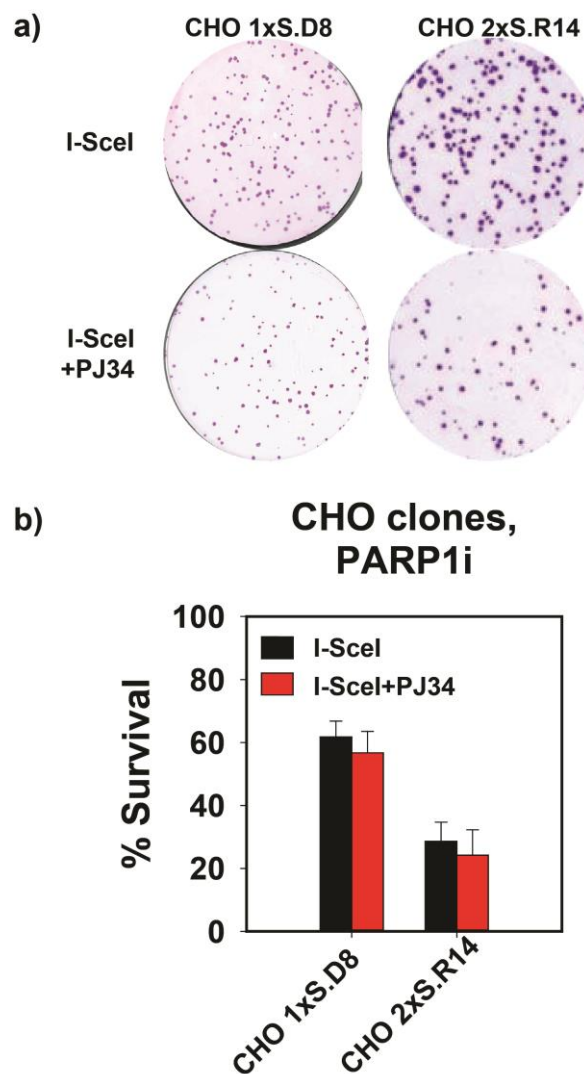 a)
CHO 1xS.D8 CHO 2xS.R14
I-SceI
I-SceI
+PJ34
b)
CHO clones,
PARP1i
100
80
60
40
20
0
% Survival
I-SceI
I-SceI+PJ34
CHO 1xS.D8
CHO 2xS.R14